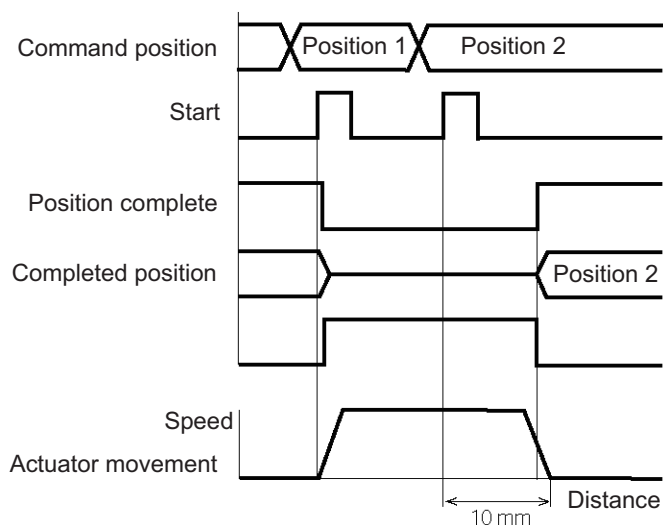 Command position
Position 1
Position 2
Start
Position complete
Completed position
Position 2
Speed
Actuator movement
Distance
10 mm